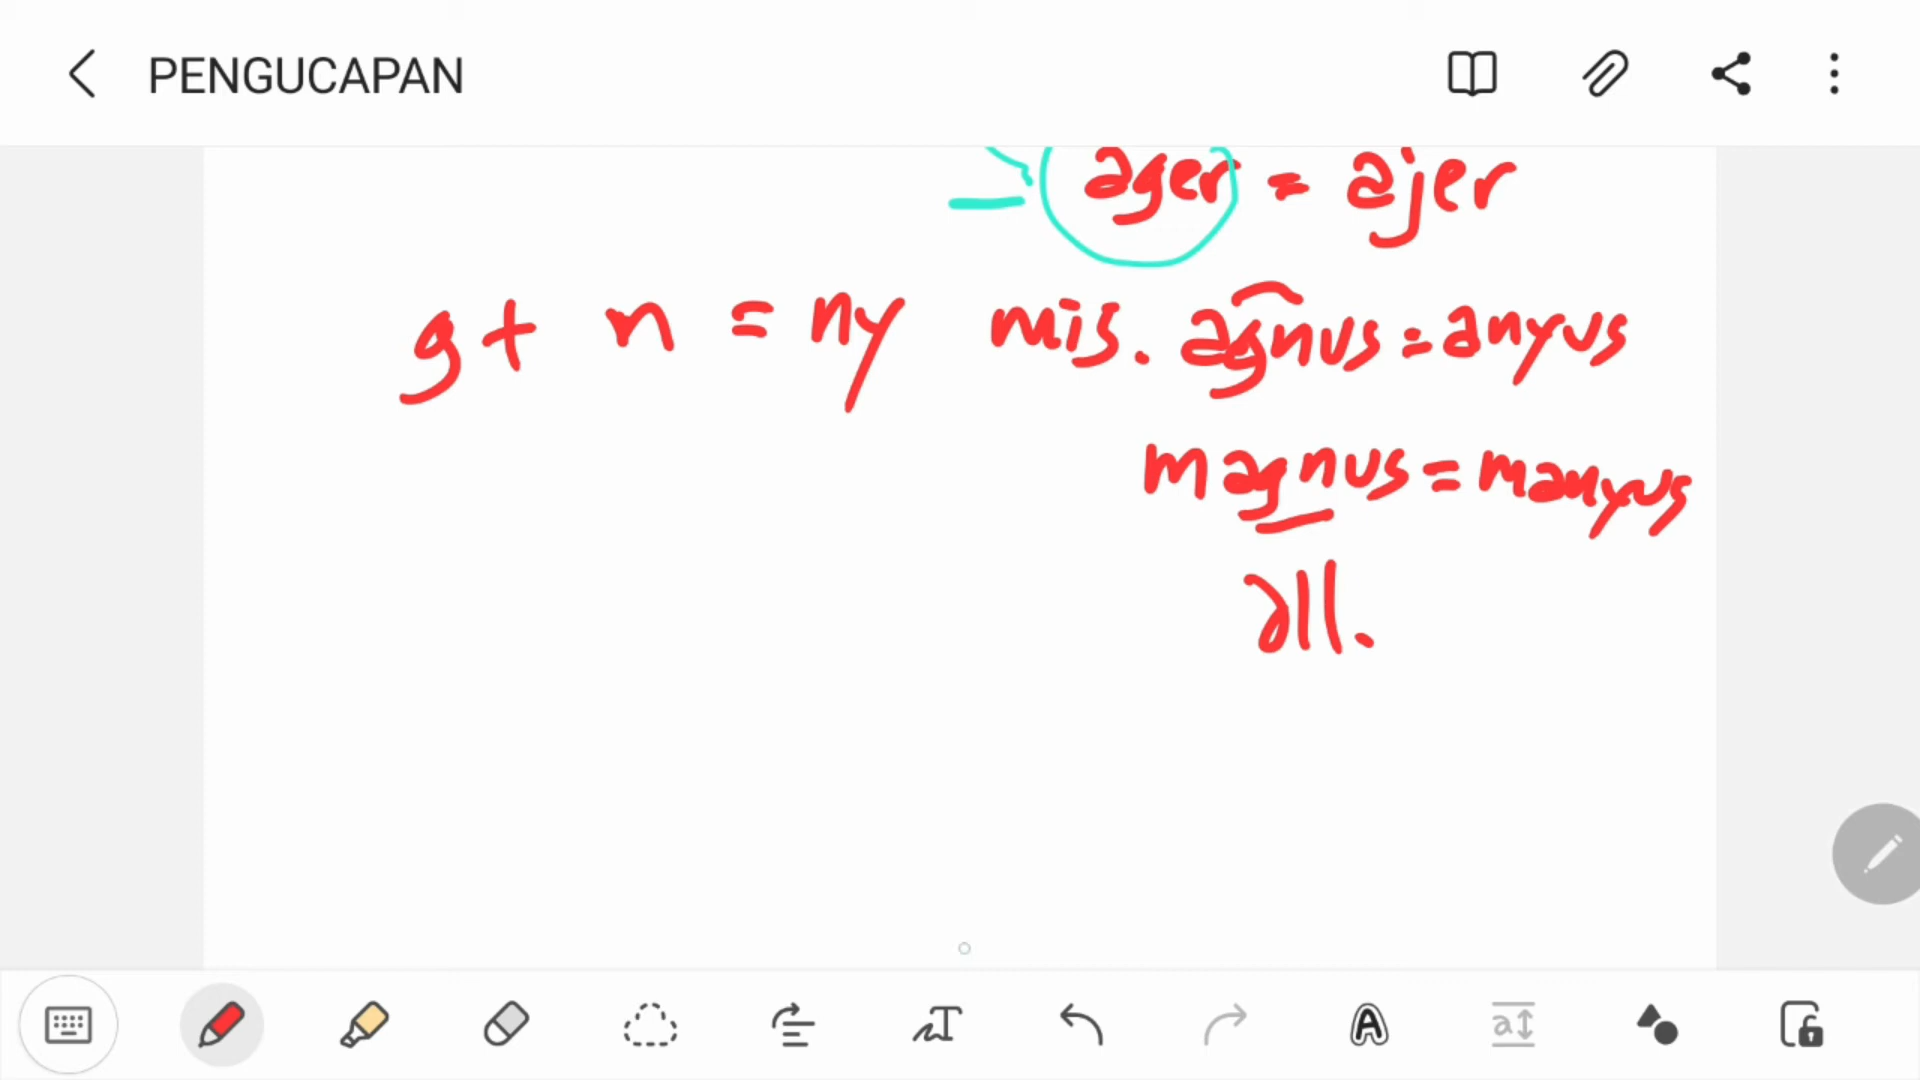 PENGUCAPAN
ager = ajer
g + n = ny mis. agnus = anyus
magnus = manyus
dll.